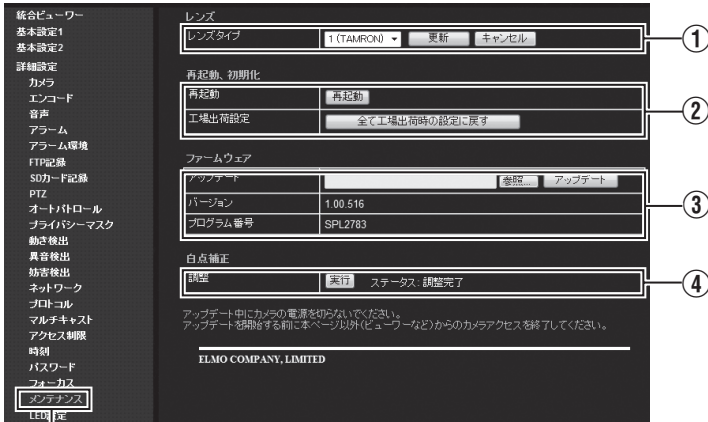 統合ビューワー
基本設定1
基本設定2
詳細設定
カメラ
エンコード
音声
アラーム
アラーム環境
FTP記録
SDカード記録
PTZ
オートパトロール
プライバシーマスク
動き検出
異音検出
妨害検出
ネットワーク
プロトコル
マルチキャスト
アクセス制限
時刻
パスワード
フォーカス
メンテナンス
LED設定
レンズ
レンズタイプ 1 (TAMRON) 更新 キャンセル ①
再起動、初期化
再起動 再起動
工場出荷設定 全て工場出荷時の設定に戻す ②
ファームウェア
アップデート 参照... アップデート
バージョン 1.00.516 ③
プログラム番号 SPL2783
白点補正
調整 実行 ステータス: 調整完了 ④
アップデート中にカメラの電源を切らないでください。
アップデートを開始する前に本ページ以外(ビューワーなど)からのカメラアクセスを終了してください。
ELMO COMPANY, LIMITED